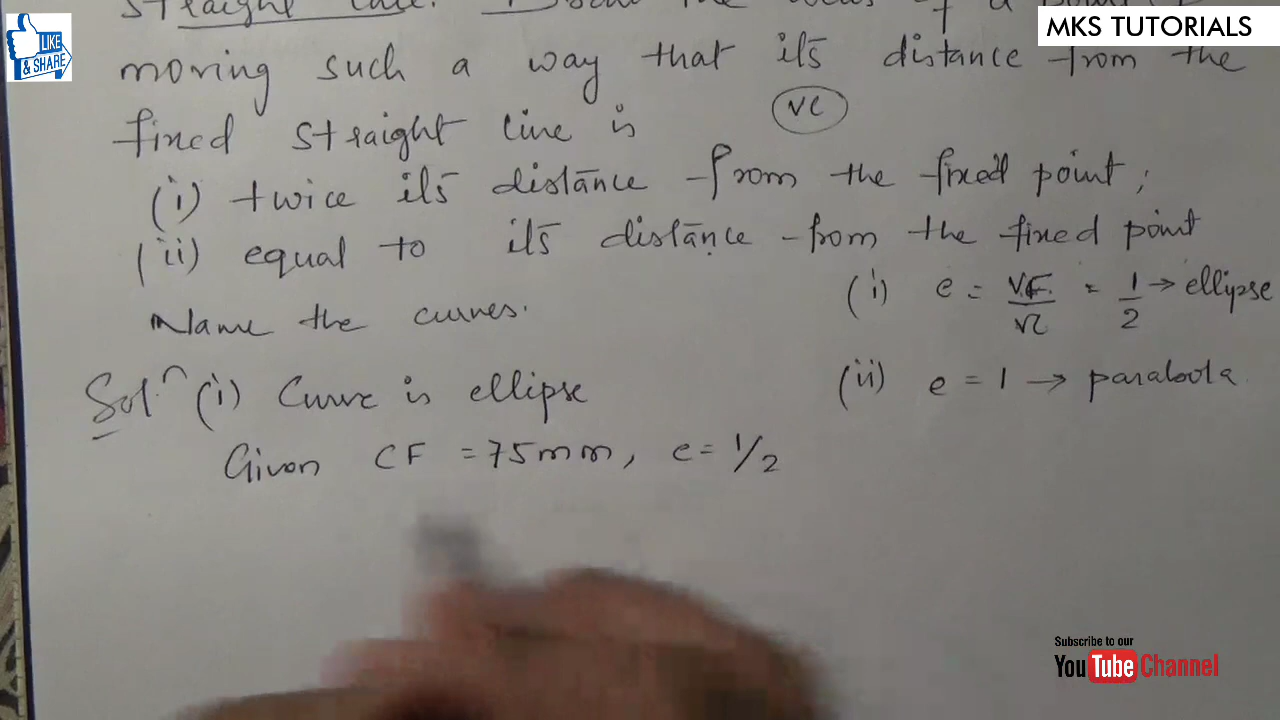 straight line.
MKS TUTORIALS
LIKE
& SHARE
moving such a way that its distance from the
fixed straight line is
VC
(i) twice its distance from the fixed point;
(ii) equal to its distance from the fixed point
Name the curves.
(i) e = VF/VC = 1/2 → ellipse
(ii) e = 1 → parabola
Solⁿ (i) Curve is ellipse
Given CF = 75mm, e = 1/2
Subscribe to our
YouTube Channel